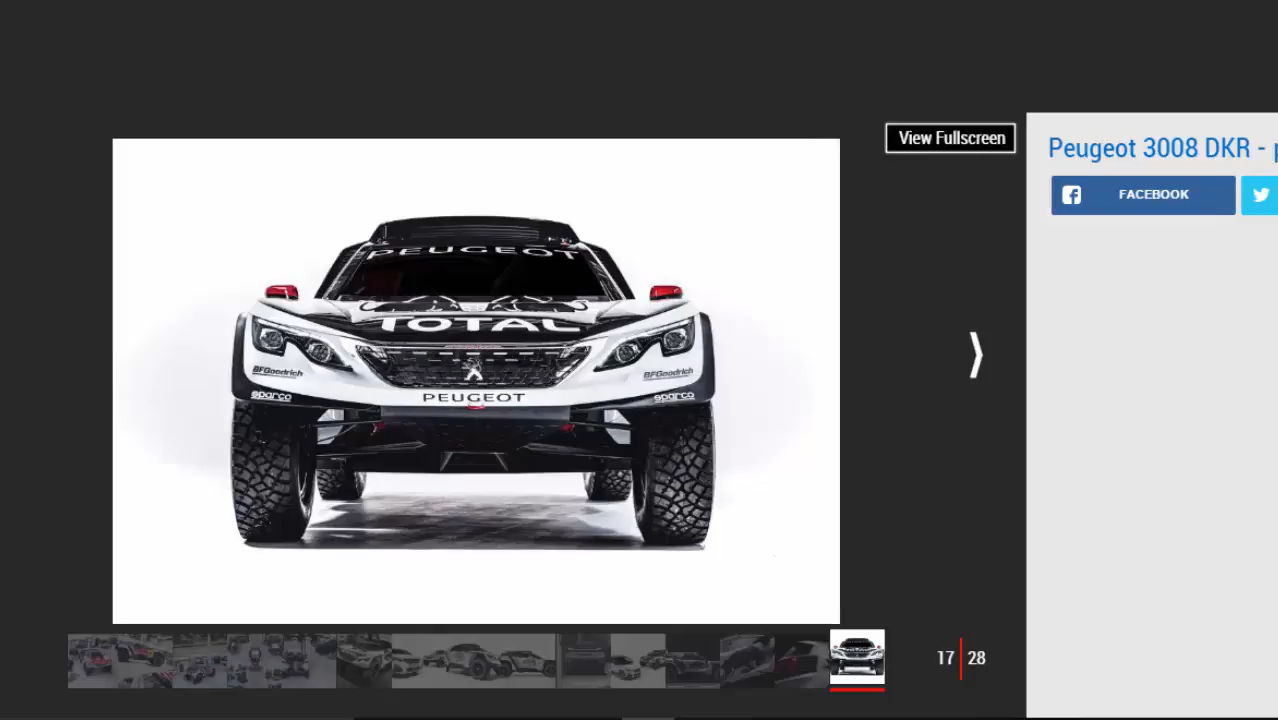 View Fullscreen
Peugeot 3008 DKR -
FACEBOOK
PEUGEOT
TOTAL
BFGoodrich
BFGoodrich
sparco
PEUGEOT
sparco
17
28